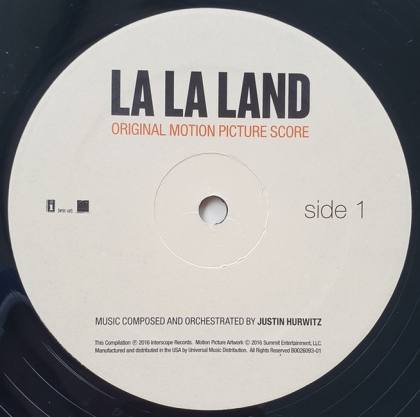 LA LA LAND
ORIGINAL MOTION PICTURE SCORE
side 1
MUSIC COMPOSED AND ORCHESTRATED BY JUSTIN HURWITZ
This Compilation ℗ 2016 Interscope Records. Motion Picture Artwork © 2016 Summit Entertainment, LLC.
Manufactured and distributed in the USA by Universal Music Distribution. All Rights Reserved B0026093-01